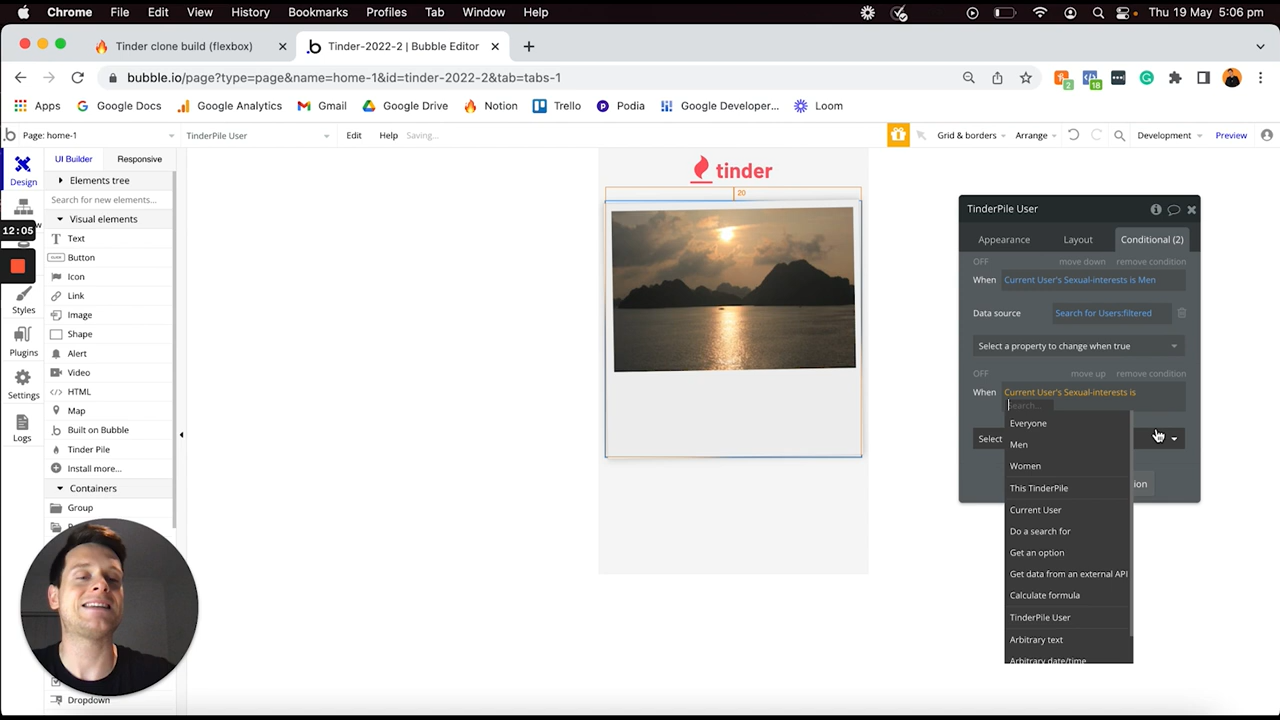 Chrome File Edit View History Bookmarks Profiles Tab Window Help Thu 19 May 5:06 pm
Tinder clone build (flexbox) Tinder-2022-2 | Bubble Editor
bubble.io/page?type=page&name=home-1&id=tinder-2022-2&tab=tabs-1
2 18
Apps Google Docs Google Analytics Gmail Google Drive Notion Trello Podia Google Developer... Loom
Page: home-1 TinderPile User Edit Help Saving... Grid & borders Arrange Development Preview
UI Builder Responsive
Design
Elements tree
Search for new elements...
Visual elements
12:05
Text
Button
Icon
Link
Image
Shape
Alert
Video
HTML
Map
Built on Bubble
Tinder Pile
Install more...
Containers
Group
Dropdown
Styles
Plugins
Settings
Logs
tinder
20
TinderPile User
Appearance Layout Conditional (2)
OFF move down remove condition
When Current User's Sexual-interests is Men
Data source Search for Users:filtered
Select a property to change when true
OFF move up remove condition
When Current User's Sexual-interests is
Search...
Select
Everyone
Men
Women
This TinderPile
Current User
Do a search for
Get an option
Get data from an external API
Calculate formula
TinderPile User
Arbitrary text
Arbitrary date/time